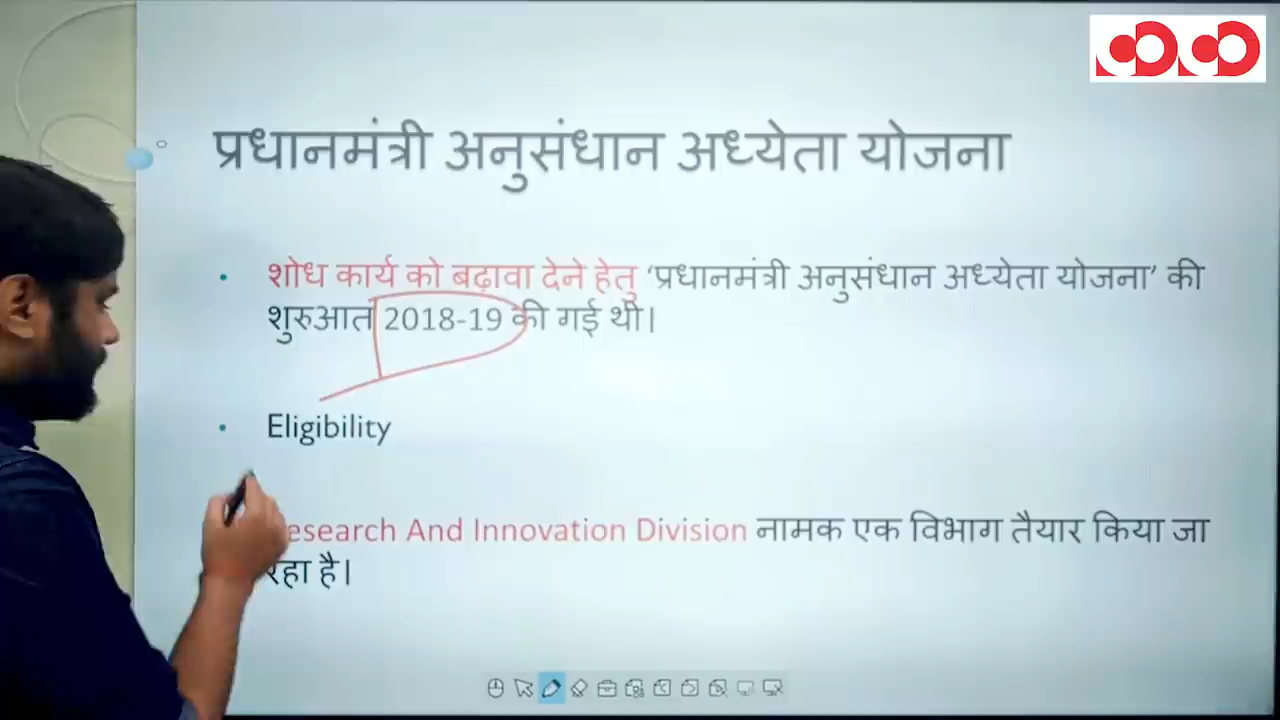 प्रधानमंत्री अनुसंधान अध्येता योजना
शोध कार्य को बढ़ावा देने हेतु ‘प्रधानमंत्री अनुसंधान अध्येता योजना’ की
शुरुआत 2018-19 की गई थी।
Eligibility
esearch And Innovation Division नामक एक विभाग तैयार किया जा
रहा है।